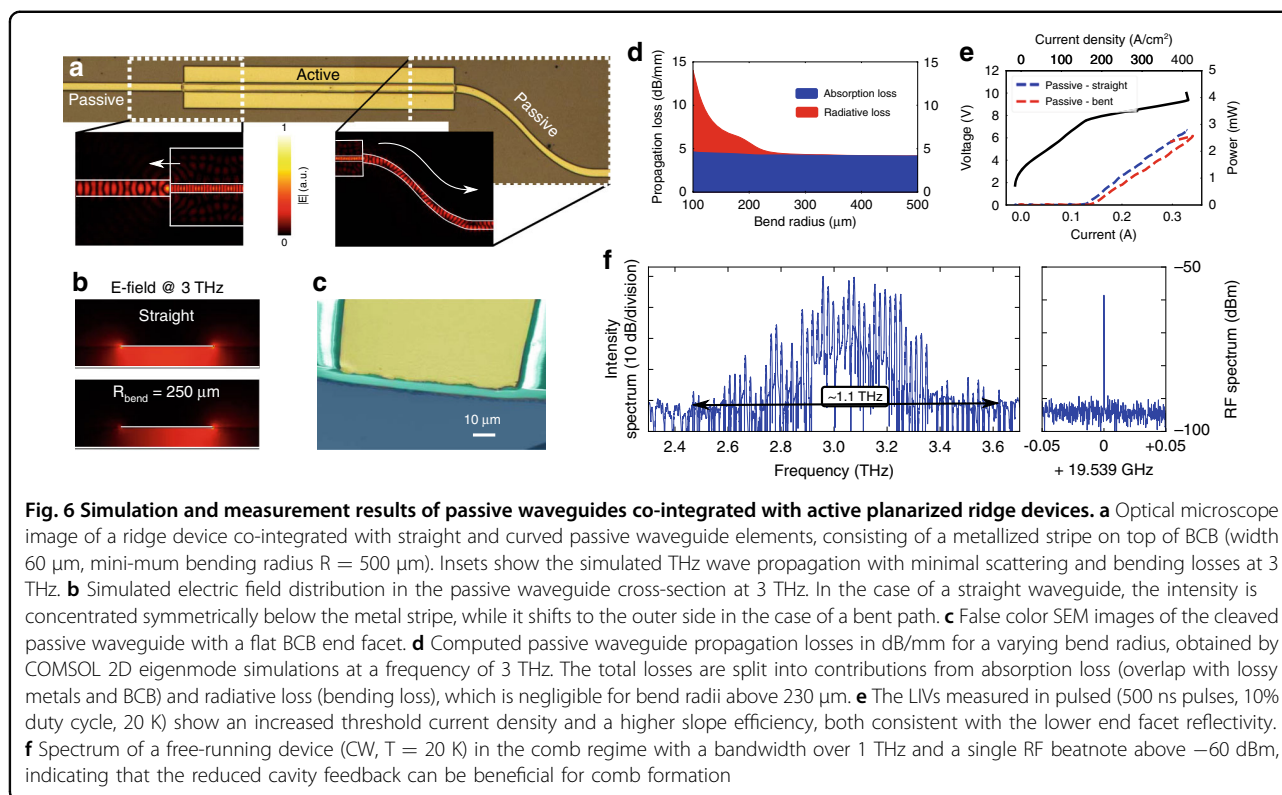 a
Active
Passive
Passive
1
|E| (a.u.)
0
b
E-field @ 3 THz
Straight
R_bend = 250 μm
c
10 μm
d
Propagation loss (dB/mm)
15
10
5
0
Absorption loss
Radiative loss
15
10
5
0
100
200
300
400
500
Bend radius (μm)
e
Current density (A/cm²)
0
100
200
300
400
Voltage (V)
12
10
8
6
4
2
0
Passive - straight
Passive - bent
5
4
3
2
1
0
Power (mW)
0.0
0.1
0.2
0.3
Current (A)
f
Intensity
spectrum (10 dB/division)
~1.1 THz
2.4
2.6
2.8
3.0
3.2
3.4
3.6
Frequency (THz)
−50
−100
RF spectrum (dBm)
-0.05
0
+0.05
+ 19.539 GHz
Fig. 6 Simulation and measurement results of passive waveguides co-integrated with active planarized ridge devices. a Optical microscope
image of a ridge device co-integrated with straight and curved passive waveguide elements, consisting of a metallized stripe on top of BCB (width
60 μm, mini-mum bending radius R = 500 μm). Insets show the simulated THz wave propagation with minimal scattering and bending losses at 3
THz. b Simulated electric field distribution in the passive waveguide cross-section at 3 THz. In the case of a straight waveguide, the intensity is
concentrated symmetrically below the metal stripe, while it shifts to the outer side in the case of a bent path. c False color SEM images of the cleaved
passive waveguide with a flat BCB end facet. d Computed passive waveguide propagation losses in dB/mm for a varying bend radius, obtained by
COMSOL 2D eigenmode simulations at a frequency of 3 THz. The total losses are split into contributions from absorption loss (overlap with lossy
metals and BCB) and radiative loss (bending loss), which is negligible for bend radii above 230 μm. e The LIVs measured in pulsed (500 ns pulses, 10%
duty cycle, 20 K) show an increased threshold current density and a higher slope efficiency, both consistent with the lower end facet reflectivity.
f Spectrum of a free-running device (CW, T = 20 K) in the comb regime with a bandwidth over 1 THz and a single RF beatnote above −60 dBm,
indicating that the reduced cavity feedback can be beneficial for comb formation